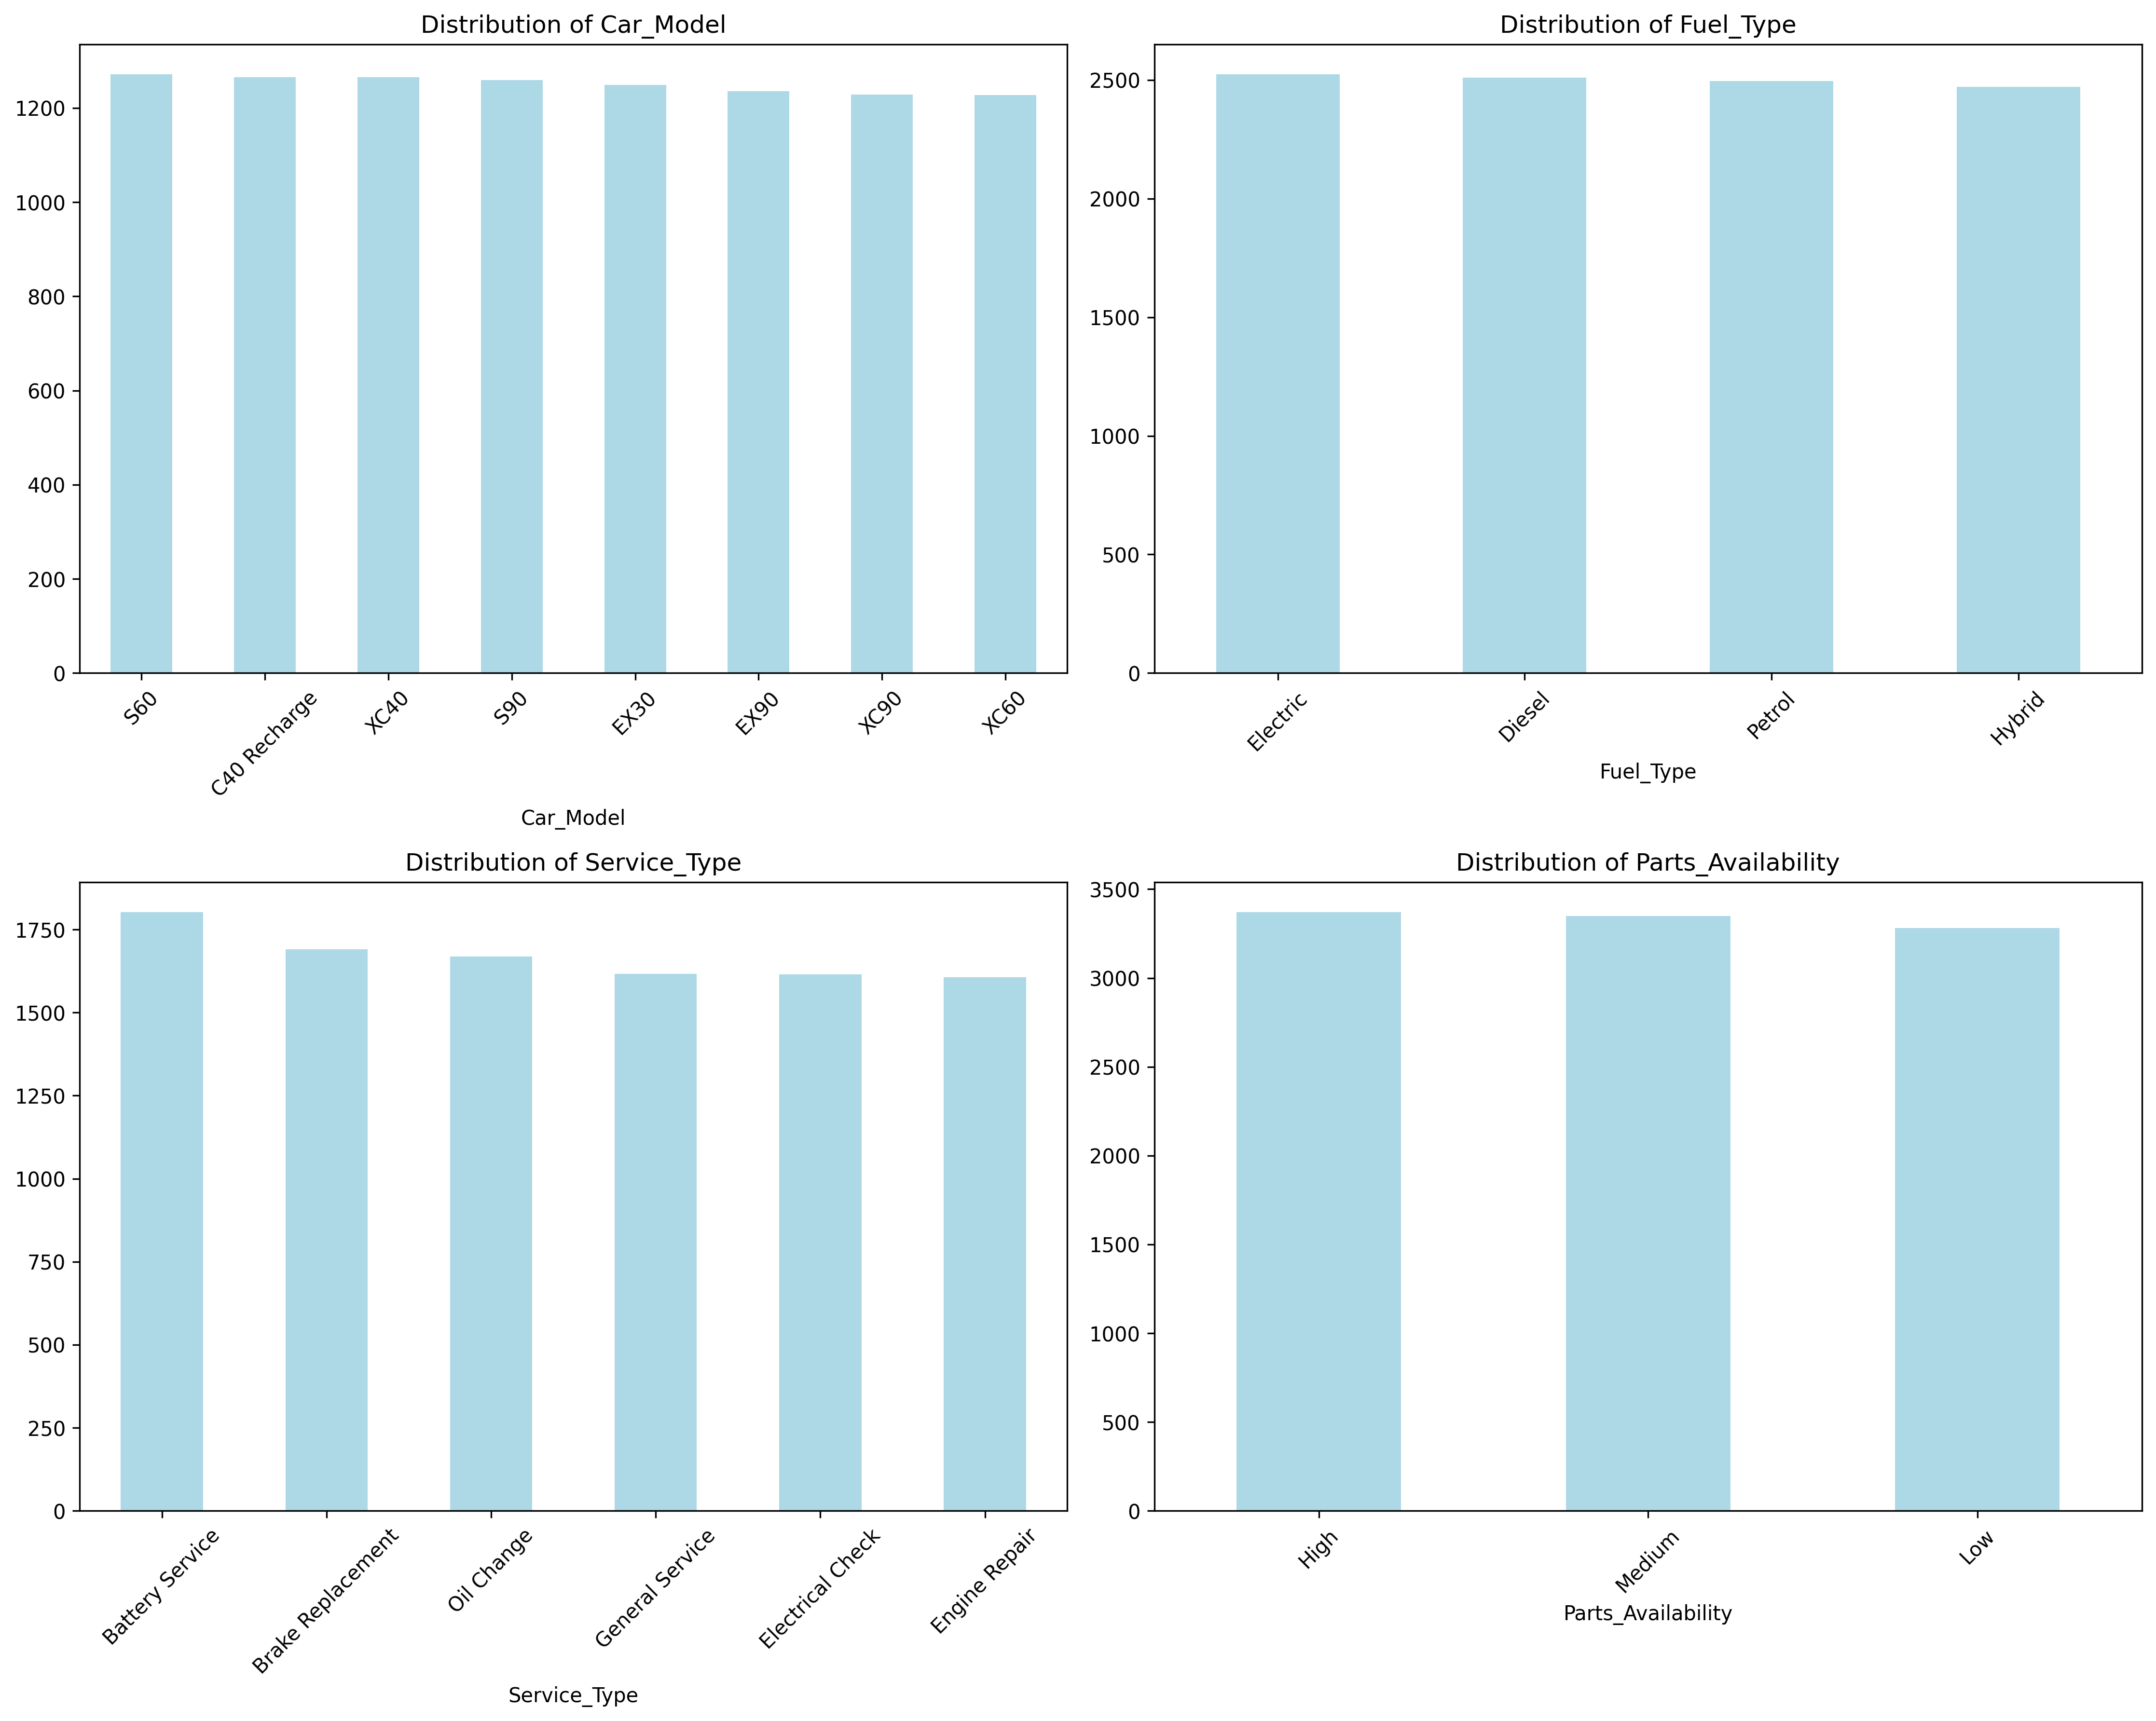 Distribution of Car_Model
1200
1000
800
600
400
200
0
S60
C40 Recharge
XC40
S90
EX30
EX90
XC90
XC60
Car_Model
Distribution of Fuel_Type
2500
2000
1500
1000
500
0
Electric
Diesel
Petrol
Hybrid
Fuel_Type
Distribution of Service_Type
1750
1500
1250
1000
750
500
250
0
Battery Service
Brake Replacement
Oil Change
General Service
Electrical Check
Engine Repair
Service_Type
Distribution of Parts_Availability
3500
3000
2500
2000
1500
1000
500
0
High
Medium
Low
Parts_Availability